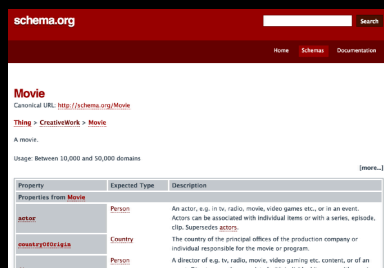 schema.org
Search
Home Schemas Documentation
Movie
Canonical URL: http://schema.org/Movie
Thing > CreativeWork > Movie
A movie.
Usage: Between 10,000 and 50,000 domains
[more...]
Property Expected Type Description
Properties from Movie
actor Person An actor, e.g. in tv, radio, movie, video games etc., or in an event.
Actors can be associated with individual items or with a series, episode,
clip. Supersedes actors.
countryOfOrigin Country The country of the principal offices of the production company or
individual responsible for the movie or program.
Person A director of e.g. tv, radio, movie, video gaming etc. content, or of an